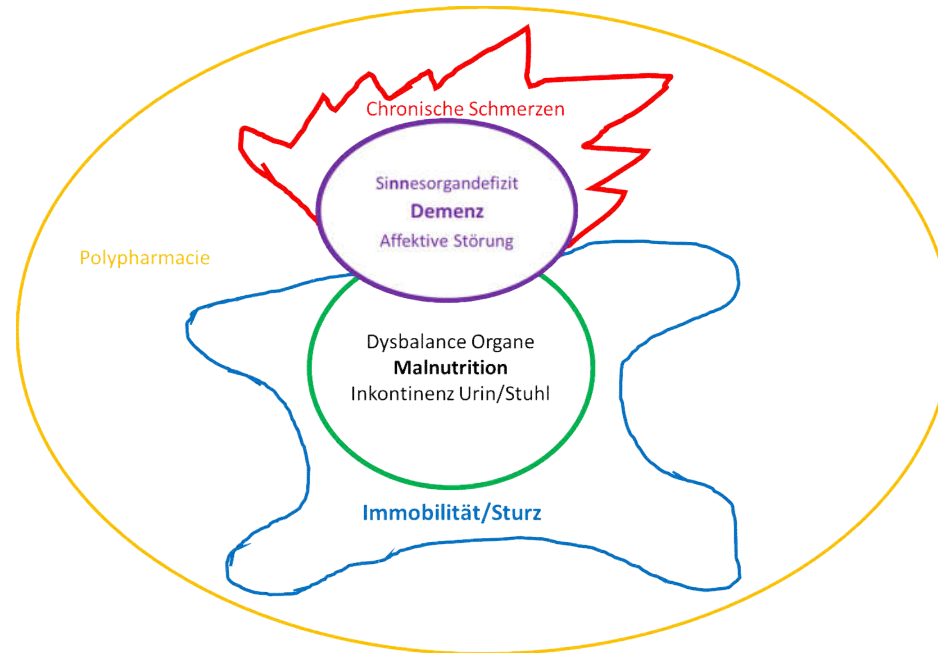 Chronische Schmerzen
Sinnesorgandefizit
Demenz
Affektive Störung
Polypharmacie
Dysbalance Organe
Malnutrition
Inkontinenz Urin/Stuhl
Immobilität/Sturz